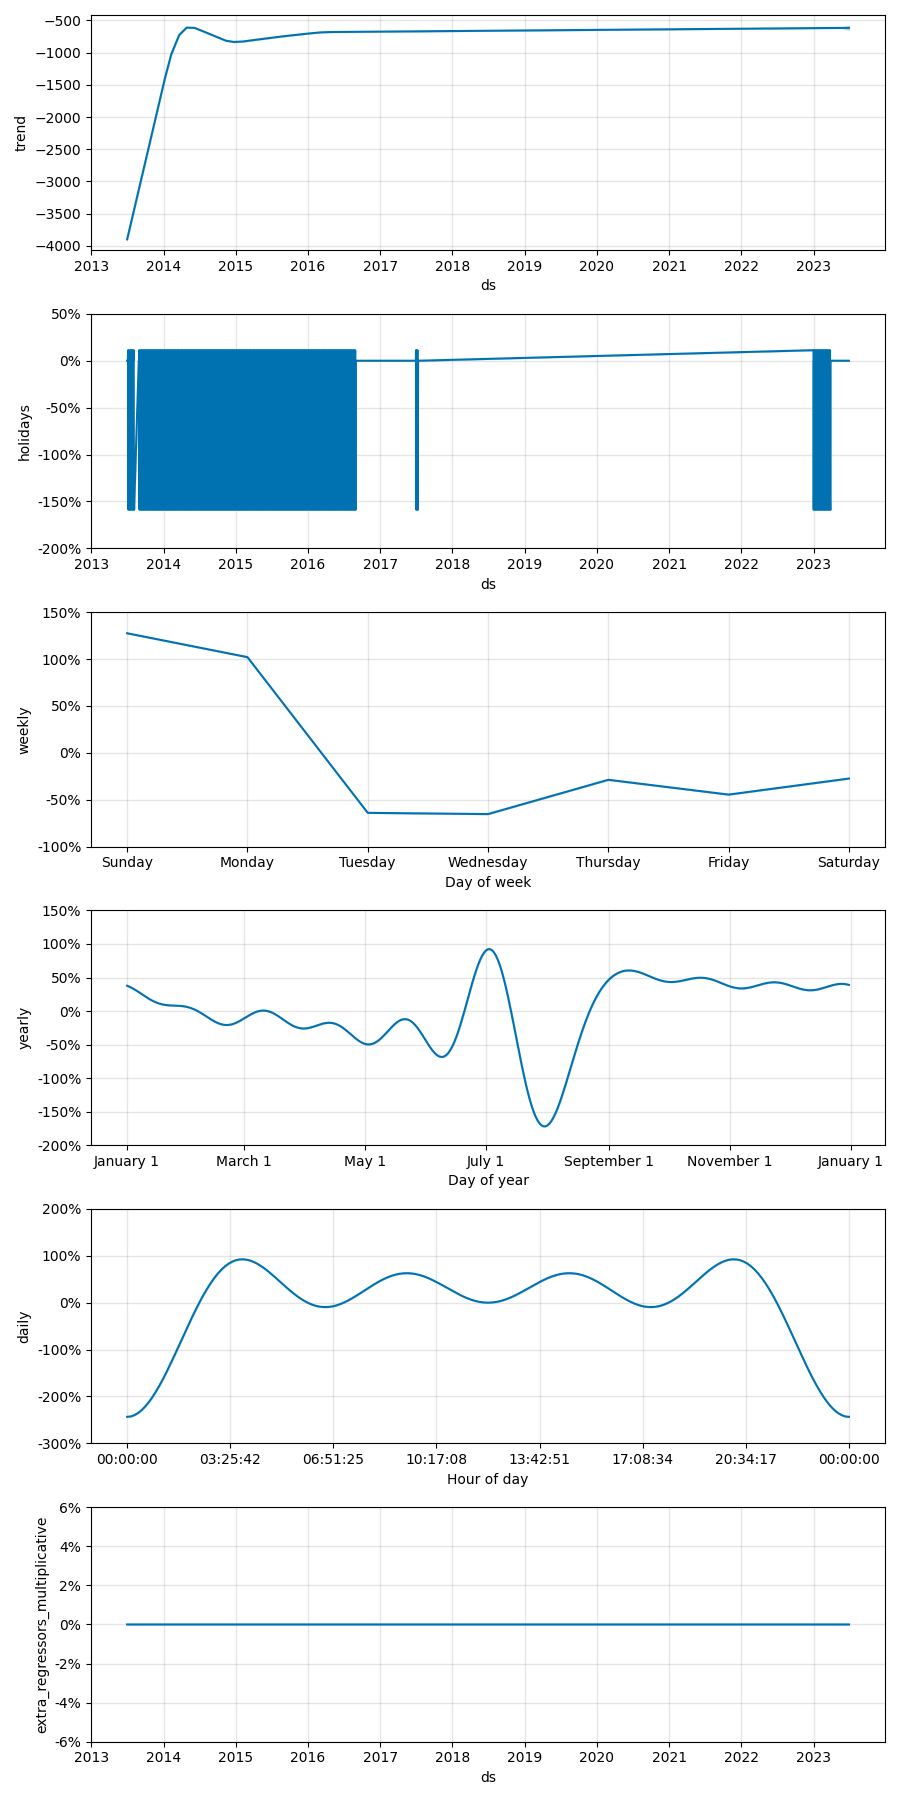 −500
−1000
−1500
−2000
−2500
−3000
−3500
−4000
trend
2013 2014 2015 2016 2017 2018 2019 2020 2021 2022 2023
ds
50%
0%
-50%
-100%
-150%
-200%
holidays
2013 2014 2015 2016 2017 2018 2019 2020 2021 2022 2023
ds
150%
100%
50%
0%
-50%
-100%
weekly
Sunday Monday Tuesday Wednesday Thursday Friday Saturday
Day of week
150%
100%
50%
0%
-50%
-100%
-150%
-200%
yearly
January 1 March 1 May 1 July 1 September 1 November 1 January 1
Day of year
200%
100%
0%
-100%
-200%
-300%
daily
00:00:00 03:25:42 06:51:25 10:17:08 13:42:51 17:08:34 20:34:17 00:00:00
Hour of day
6%
4%
2%
0%
-2%
-4%
-6%
extra_regressors_multiplicative
2013 2014 2015 2016 2017 2018 2019 2020 2021 2022 2023
ds